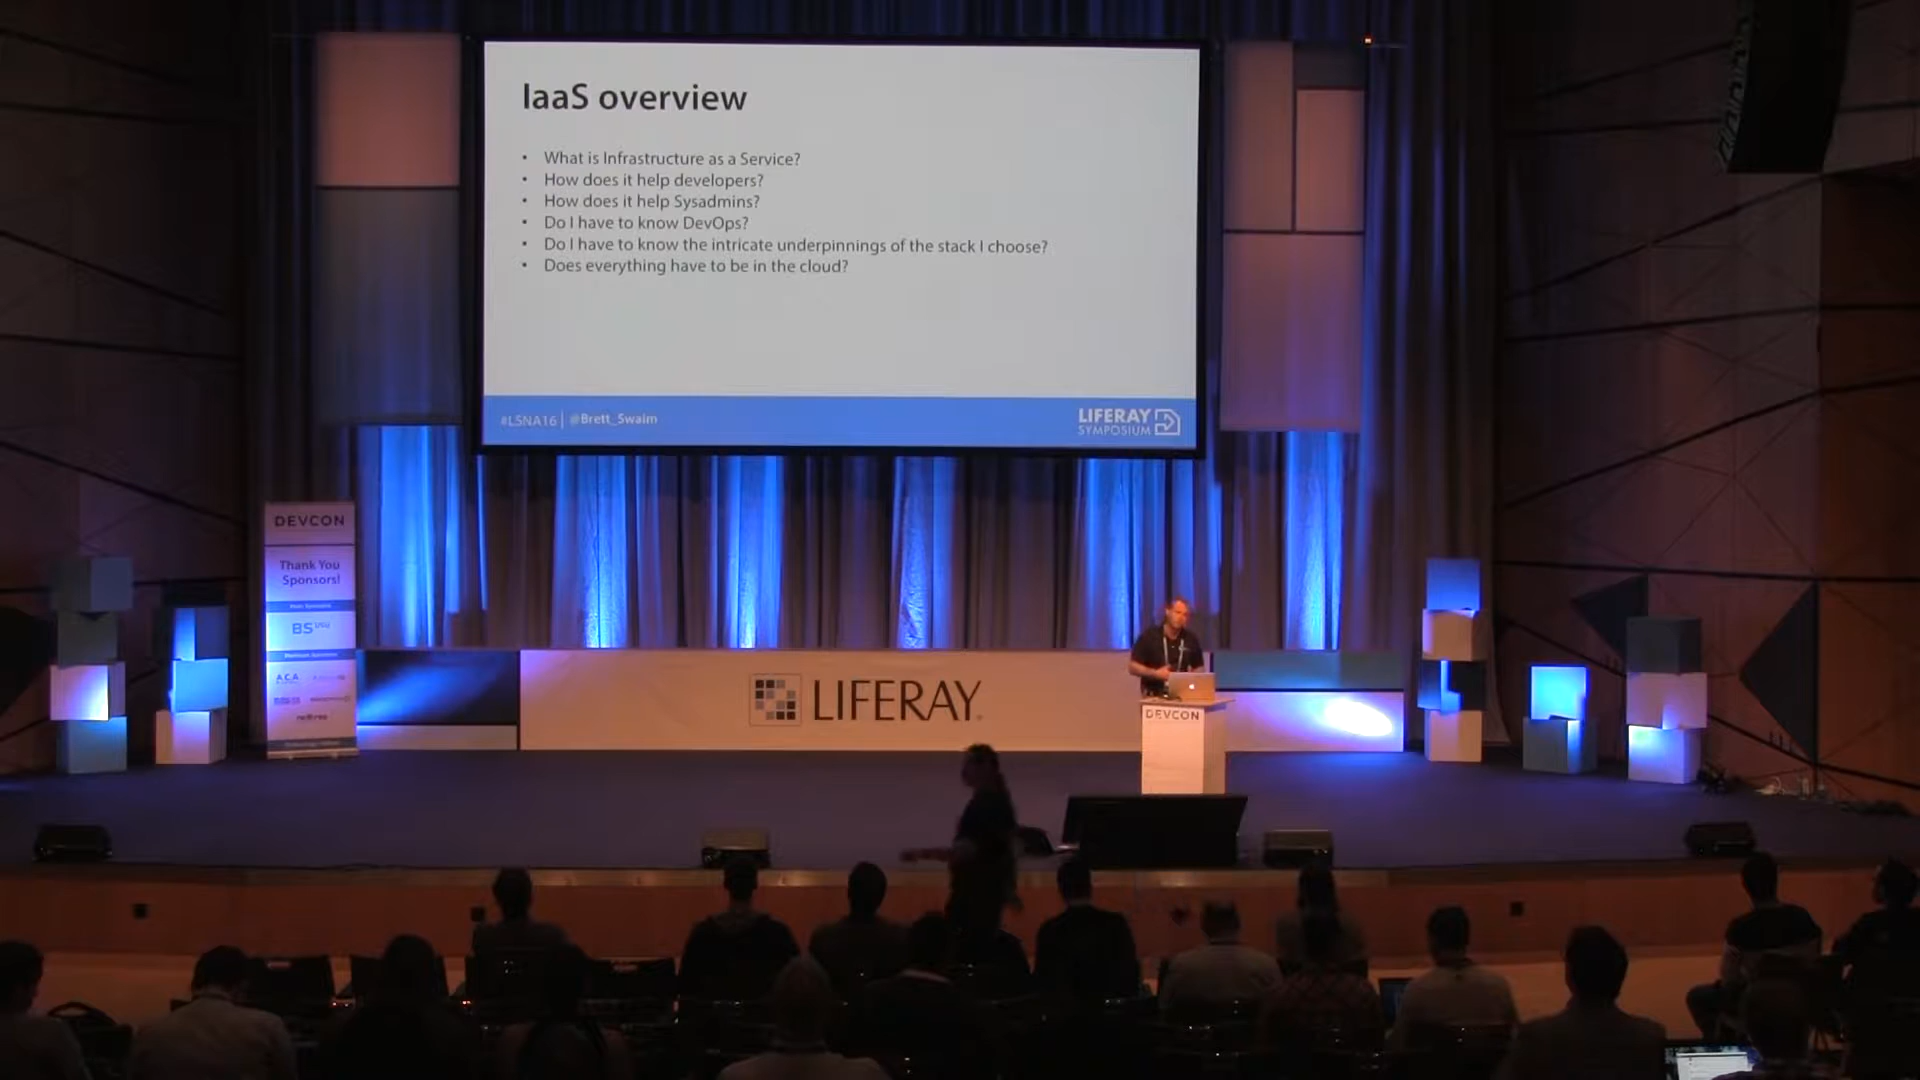 IaaS overview
• What is Infrastructure as a Service?
• How does it help developers?
• How does it help Sysadmins?
• Do I have to know DevOps?
• Do I have to know the intricate underpinnings of the stack I choose?
• Does everything have to be in the cloud?
#LSNA16 | @Brett_Swaim
LIFERAY
SYMPOSIUM
DEVCON
Thank You
Sponsors!
BS
ACA
LIFERAY
DEVCON